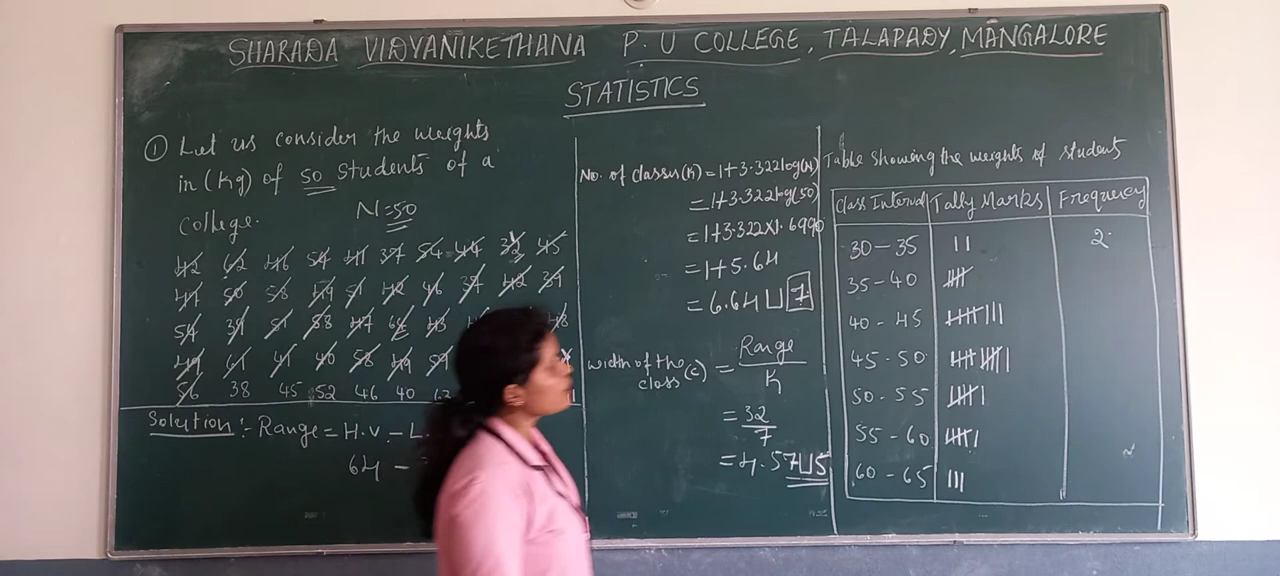 SHARADA VIDYANIKETHANA P.U COLLEGE, TALAPADY, MANGALORE
STATISTICS
① Let us consider the weights
in (Kg) of 50 Students of a
college. N=50
42 62 46 54 41 37 54 44 32 45
47 50 58 49 51 42 46 37 42 39
54 39 51 58 47 64 43 48
49 61 41 40 58 49 59
56 38 45 52 46 40 62
Solution:- Range = H.V. - L.
64 -
No. of classes (K) = 1+3.322 log(N)
= 1+3.322 log(50)
= 1+3.322×1.6990
= 1+5.64
= 6.64 ⊔ 7
width of the class (c) = Range / K
= 32 / 7
= 4.57 ⊔ 5
Table Showing the weights of student
Class Interval Tally Marks Frequency
30 - 35 || 2
35 - 40 ||||
40 - 45 |||| |||
45 - 50 |||| |||| |
50 - 55 |||| |
55 - 60 |||| |
60 - 65 |||